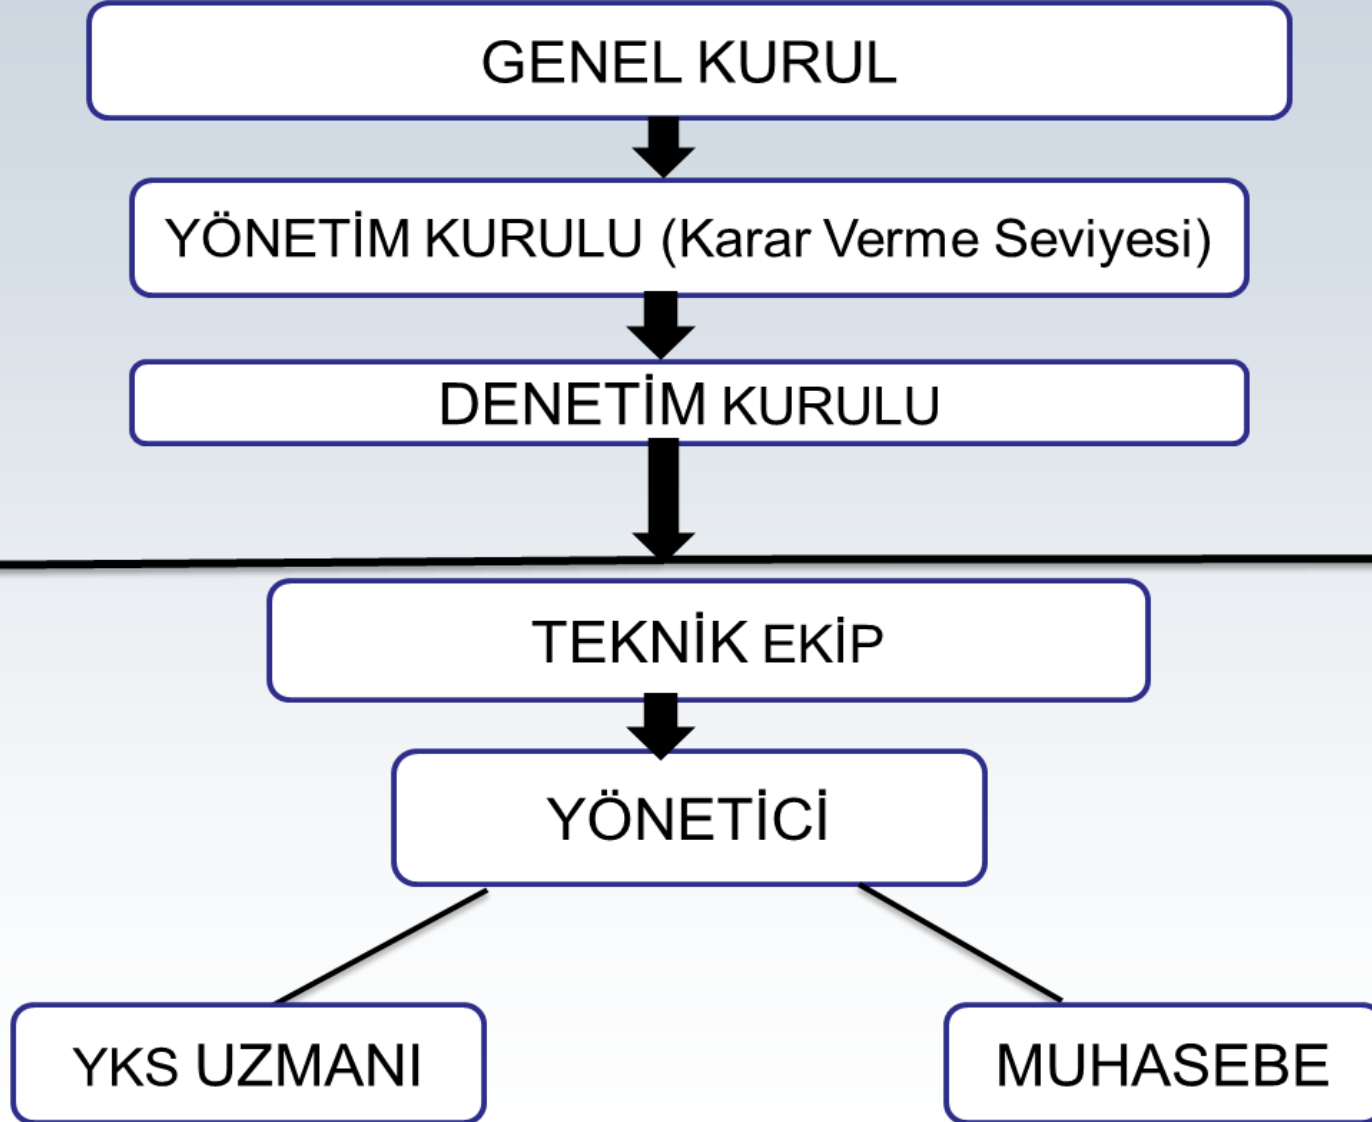 GENEL KURUL
YÖNETİM KURULU (Karar Verme Seviyesi)
DENETİM KURULU
TEKNİK EKİP
YÖNETİCİ
YKS UZMANI
MUHASEBE